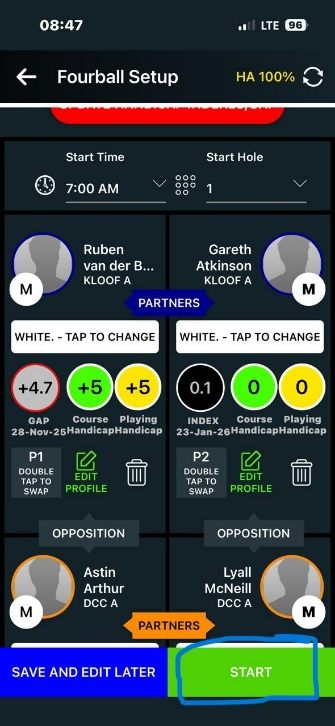 08:47
LTE 96
Fourball Setup
HA 100%
UPDATE HANDICAP INDEXES/GAP
Start Time
Start Hole
7:00 AM
1
Ruben
van der B...
KLOOF A
M
Gareth
Atkinson
KLOOF A
M
PARTNERS
WHITE. - TAP TO CHANGE
WHITE. - TAP TO CHANGE
+4.7
+5
+5
GAP
28-Nov-25
Course
Handicap
Playing
Handicap
0.1
0
0
INDEX
23-Jan-26
Course
Handicap
Playing
Handicap
P1
DOUBLE
TAP TO
SWAP
EDIT
PROFILE
P2
DOUBLE
TAP TO
SWAP
EDIT
PROFILE
OPPOSITION
OPPOSITION
Astin
Arthur
DCC A
M
Lyall
McNeill
DCC A
M
PARTNERS
SAVE AND EDIT LATER
START